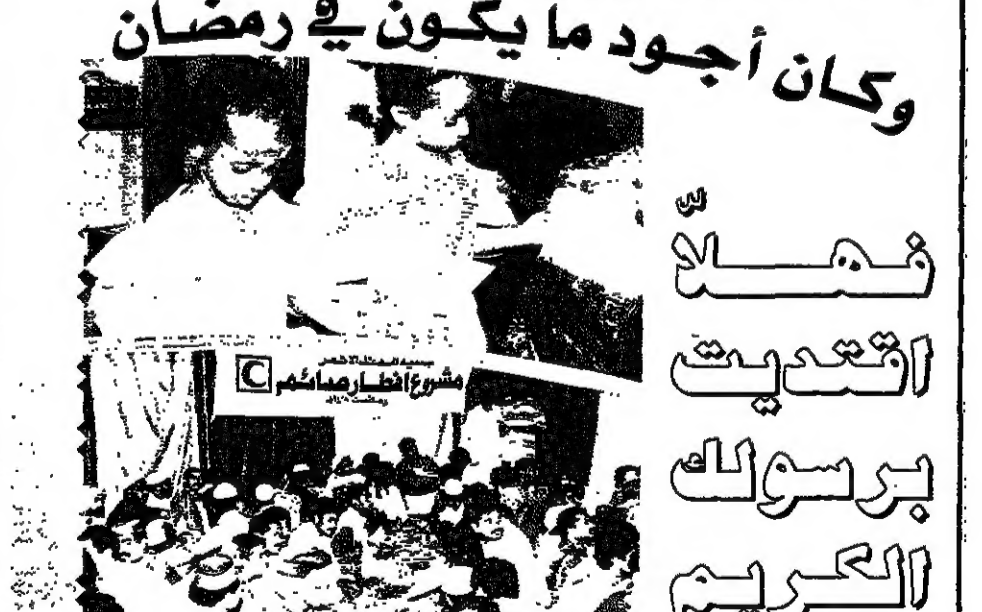 وكان أجود ما يكون في رمضان
فهلاّ
اقتديت
برسولك
الكريم
مشروع افطار صائم